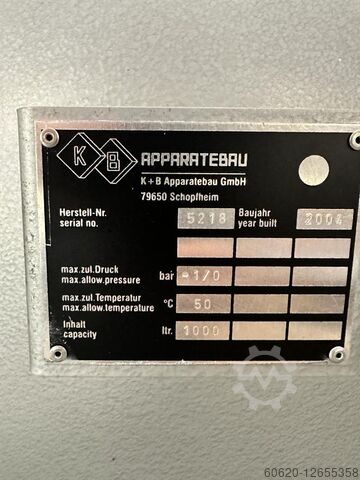 K B APPARATEBAU
K+B Apparatebau GmbH
79650 Schopfheim
Herstell-Nr. 5218 Baujahr 2004
serial no. year built
max.zul.Druck bar -1/0
max.allow.pressure
max.zul.Temperatur °C 50
max.allow.temperature
Inhalt ltr. 1000
capacity
60620-12655358